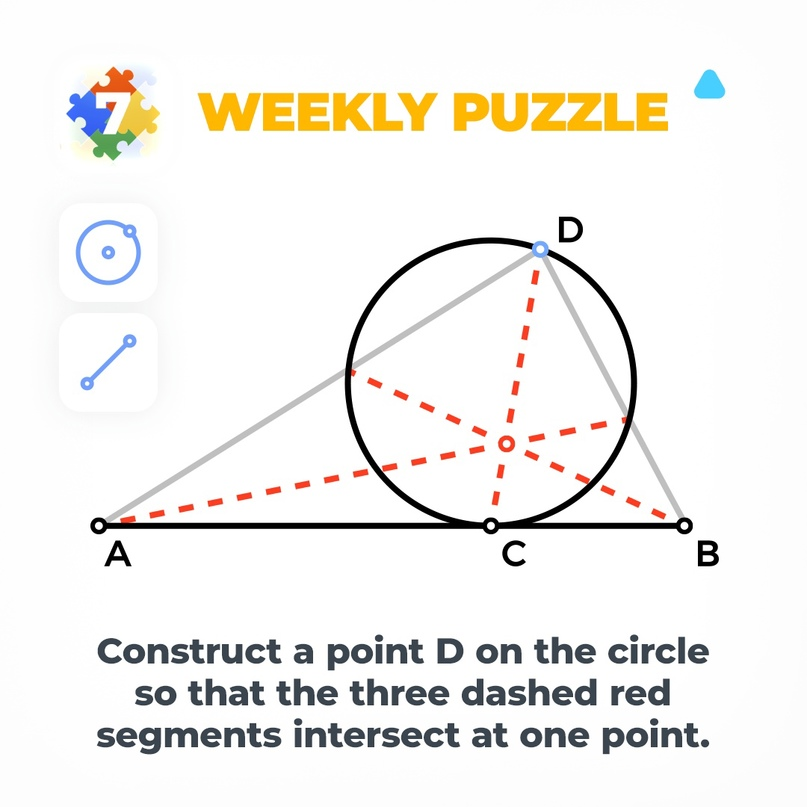 7
WEEKLY PUZZLE
D
A
C
B
Construct a point D on the circle
so that the three dashed red
segments intersect at one point.